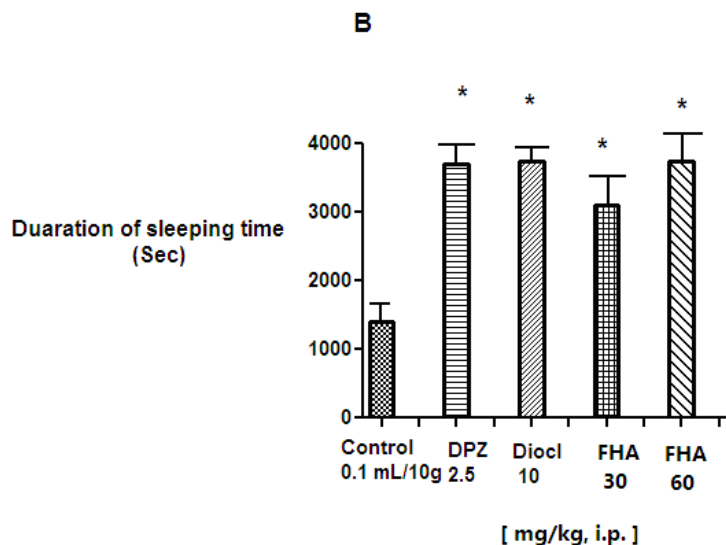 B
* * * *
4000
3000
2000
1000
0
Duaration of sleeping time
(Sec)
Control DPZ Diocl FHA FHA
0.1 mL/10g 2.5 10 30 60
[ mg/kg, i.p. ]